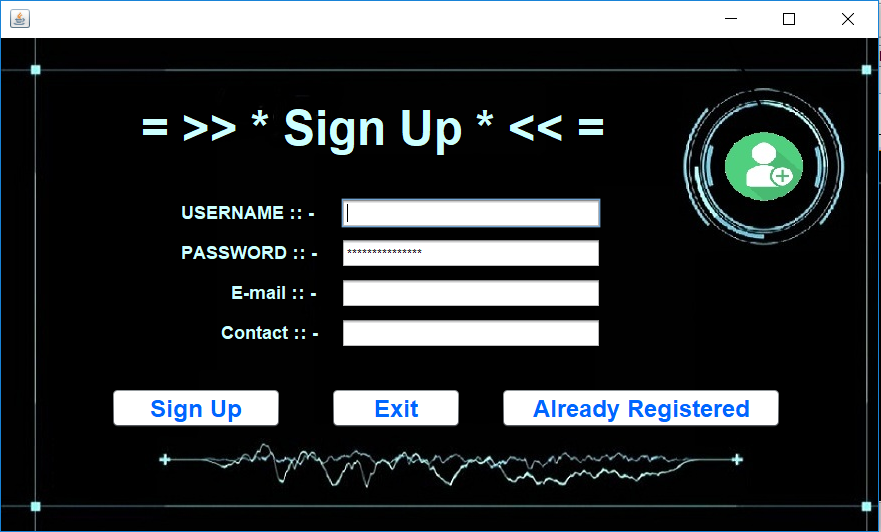 = >> * Sign Up * << =
USERNAME :: -
PASSWORD :: - ***************
E-mail :: -
Contact :: -
Sign Up Exit Already Registered